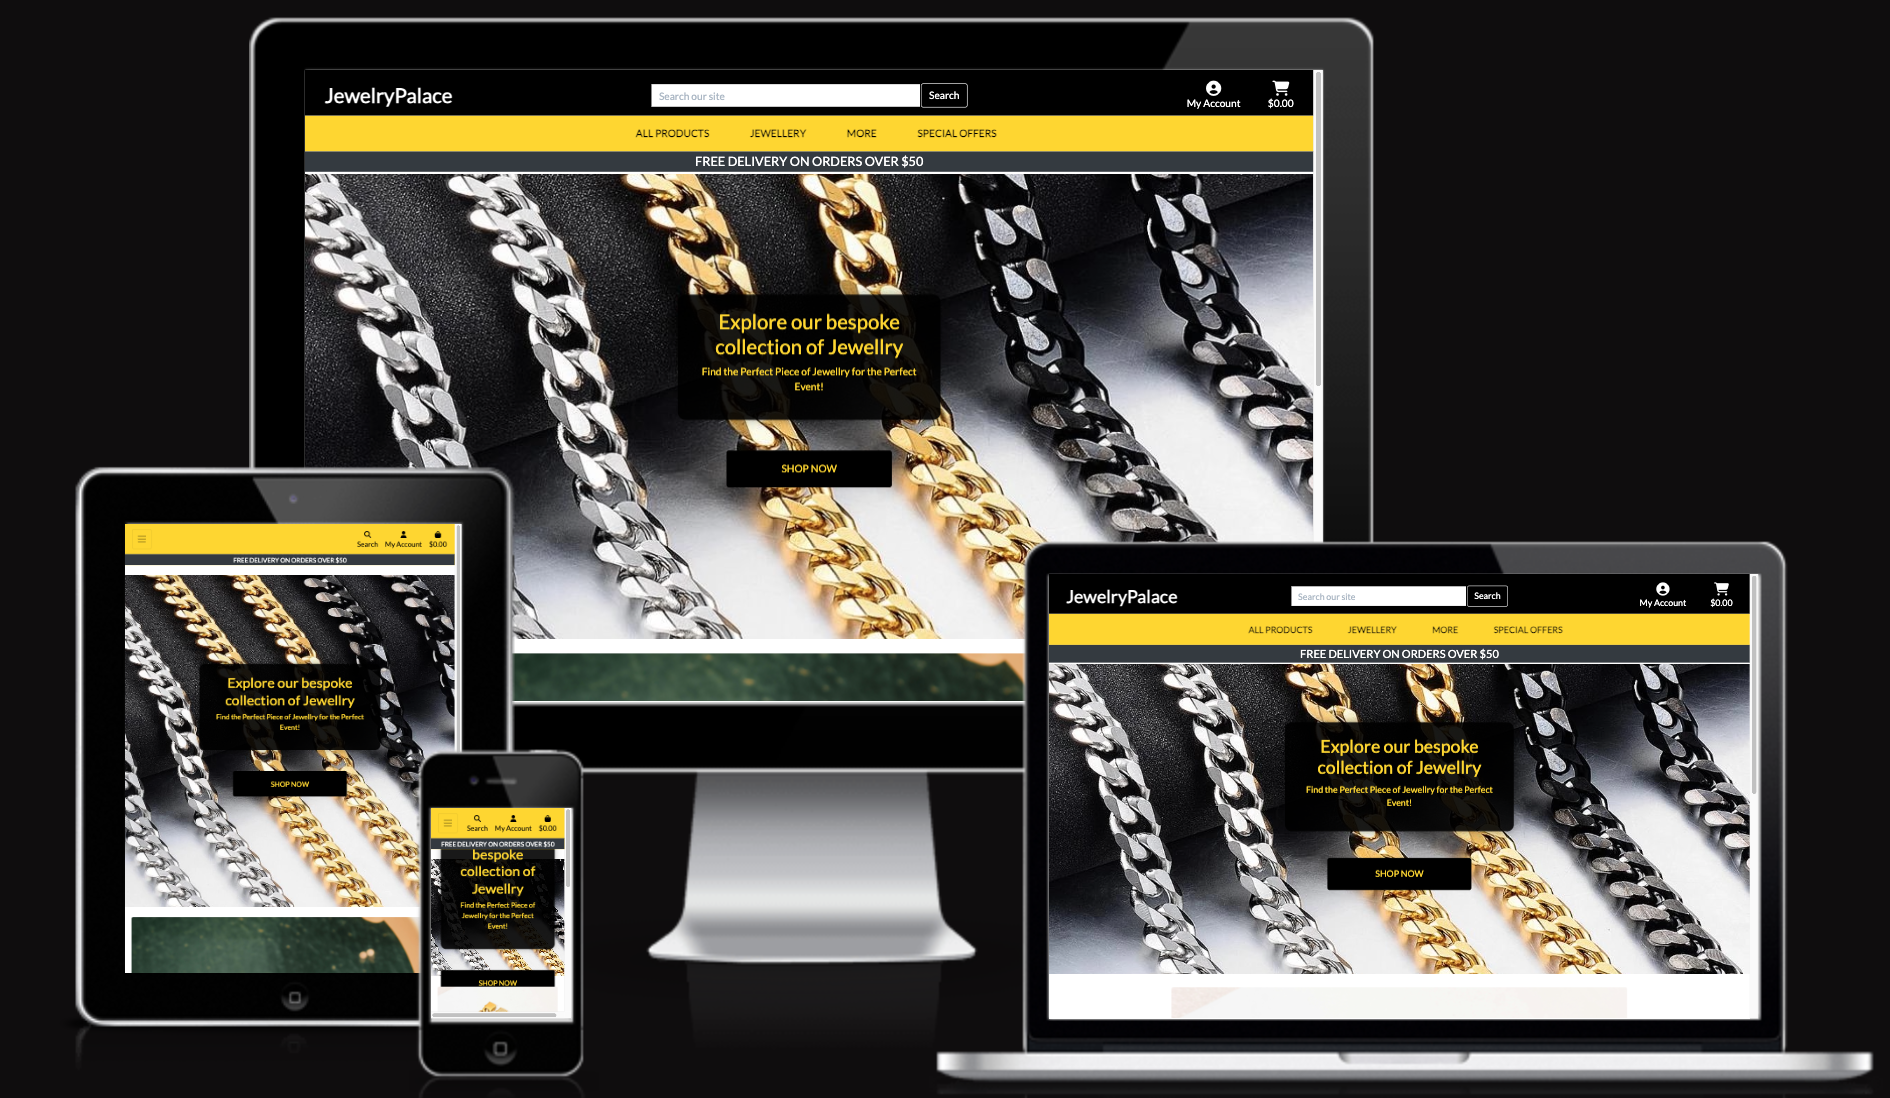 JewelryPalace
Search our site
Search
My Account
$0.00
ALL PRODUCTS
JEWELLERY
MORE
SPECIAL OFFERS
FREE DELIVERY ON ORDERS OVER $50
Explore our bespoke
collection of Jewellry
Find the Perfect Piece of Jewellry for the Perfect
Event!
SHOP NOW
Search
My Account
$0.00
FREE DELIVERY ON ORDERS OVER $50
Explore our bespoke
collection of Jewellry
Find the Perfect Piece of Jewellry for the Perfect
Event!
SHOP NOW
Search
My Account
$0.00
FREE DELIVERY ON ORDERS OVER $50
bespoke
collection of
Jewellry
Find the Perfect Piece of
Jewellry for the Perfect
Event!
SHOP NOW
JewelryPalace
Search our site
Search
My Account
$0.00
ALL PRODUCTS
JEWELLERY
MORE
SPECIAL OFFERS
FREE DELIVERY ON ORDERS OVER $50
Explore our bespoke
collection of Jewellry
Find the Perfect Piece of Jewellry for the Perfect
Event!
SHOP NOW